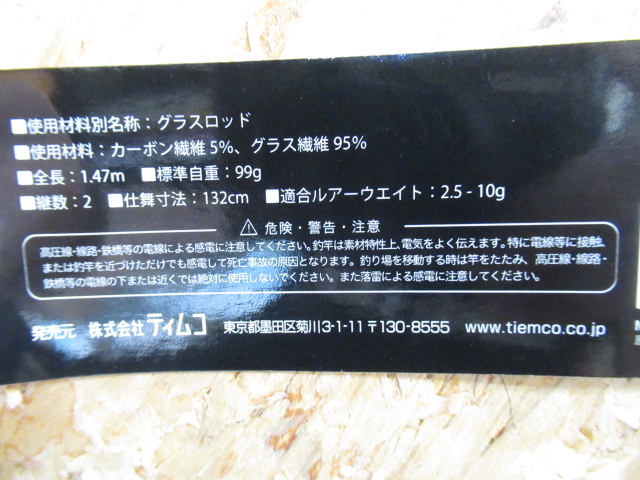 ■使用材料別名称：グラスロッド
■使用材料：カーボン繊維5%、グラス繊維95%
■全長：1.47m ■標準自重：99g
■継数：2 ■仕舞寸法：132cm ■適合ルアーウエイト：2.5 - 10g
⚠ 危険・警告・注意
高圧線・線路・鉄橋等の電線による感電に注意してください。釣竿は素材特性上、電気をよく伝えます。特に電線等に接触、
または釣竿を近づけただけでも感電して死亡事故の原因となります。釣り場を移動する時は竿をたたみ、高圧線・線路・
鉄橋等の電線の下または近くでは絶対に使用しないでください。また落雷による感電に注意してください。
発売元 株式会社ティムコ 東京都墨田区菊川3-1-11〒130-8555 www.tiemco.co.jp